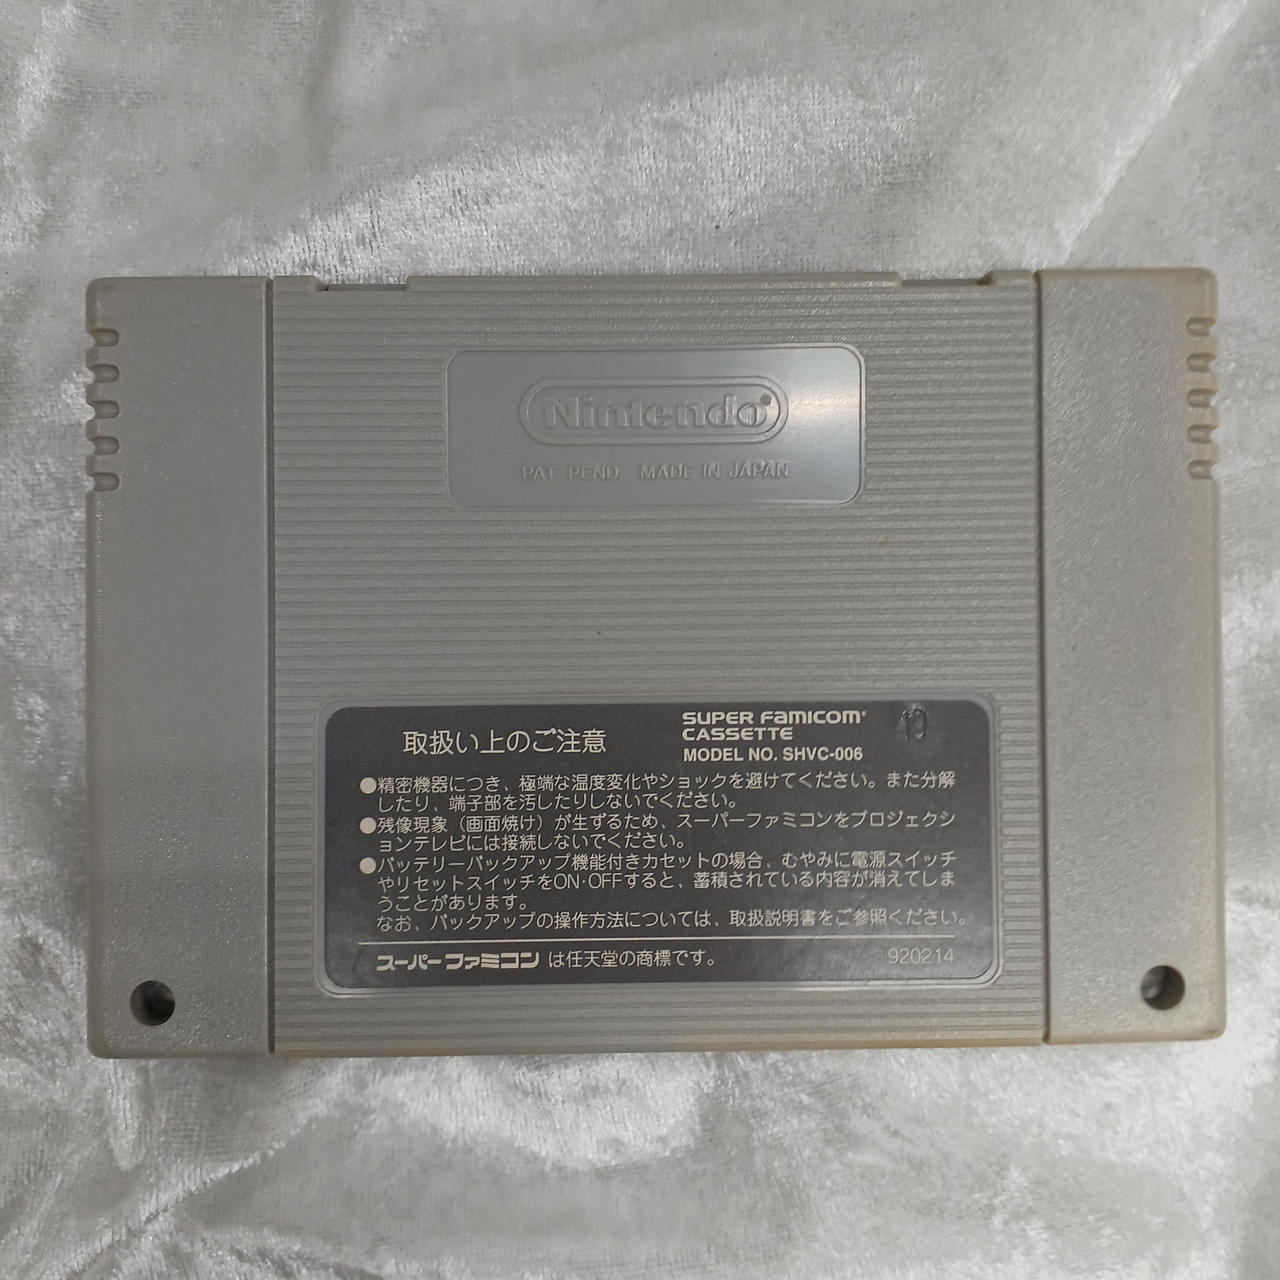 Nintendo
PAT. PEND. MADE IN JAPAN
取扱い上のご注意
SUPER FAMICOM®
CASSETTE
MODEL NO. SHVC-006
●精密機器につき、極端な温度変化やショックを避けてください。また分解
したり、端子部を汚したりしないでください。
●残像現象（画面焼け）が生ずるため、スーパーファミコンをプロジェクシ
ョンテレビには接続しないでください。
●バッテリーバックアップ機能付きカセットの場合、むやみに電源スイッチ
やリセットスイッチをON·OFFすると、蓄積されている内容が消えてしま
うことがあります。
なお、バックアップの操作方法については、取扱説明書をご参照ください。
スーパーファミコン は任天堂の商標です。
920214